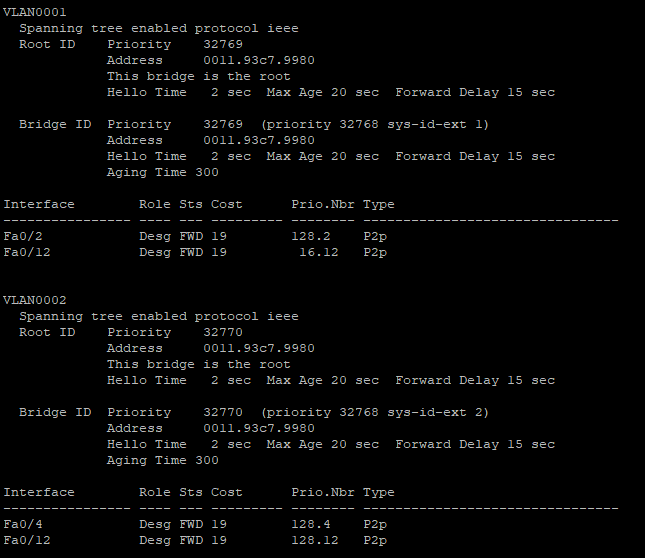 VLAN0001
  Spanning tree enabled protocol ieee
  Root ID    Priority    32769
             Address     0011.93c7.9980
             This bridge is the root
             Hello Time   2 sec  Max Age 20 sec  Forward Delay 15 sec
  Bridge ID  Priority    32769  (priority 32768 sys-id-ext 1)
             Address     0011.93c7.9980
             Hello Time   2 sec  Max Age 20 sec  Forward Delay 15 sec
             Aging Time 300
Interface        Role Sts Cost      Prio.Nbr Type
---------------- ---- --- --------- -------- --------------------------------
Fa0/2            Desg FWD 19        128.2    P2p
Fa0/12           Desg FWD 19         16.12   P2p
VLAN0002
  Spanning tree enabled protocol ieee
  Root ID    Priority    32770
             Address     0011.93c7.9980
             This bridge is the root
             Hello Time   2 sec  Max Age 20 sec  Forward Delay 15 sec
  Bridge ID  Priority    32770  (priority 32768 sys-id-ext 2)
             Address     0011.93c7.9980
             Hello Time   2 sec  Max Age 20 sec  Forward Delay 15 sec
             Aging Time 300
Interface        Role Sts Cost      Prio.Nbr Type
---------------- ---- --- --------- -------- --------------------------------
Fa0/4            Desg FWD 19        128.4    P2p
Fa0/12           Desg FWD 19        128.12   P2p